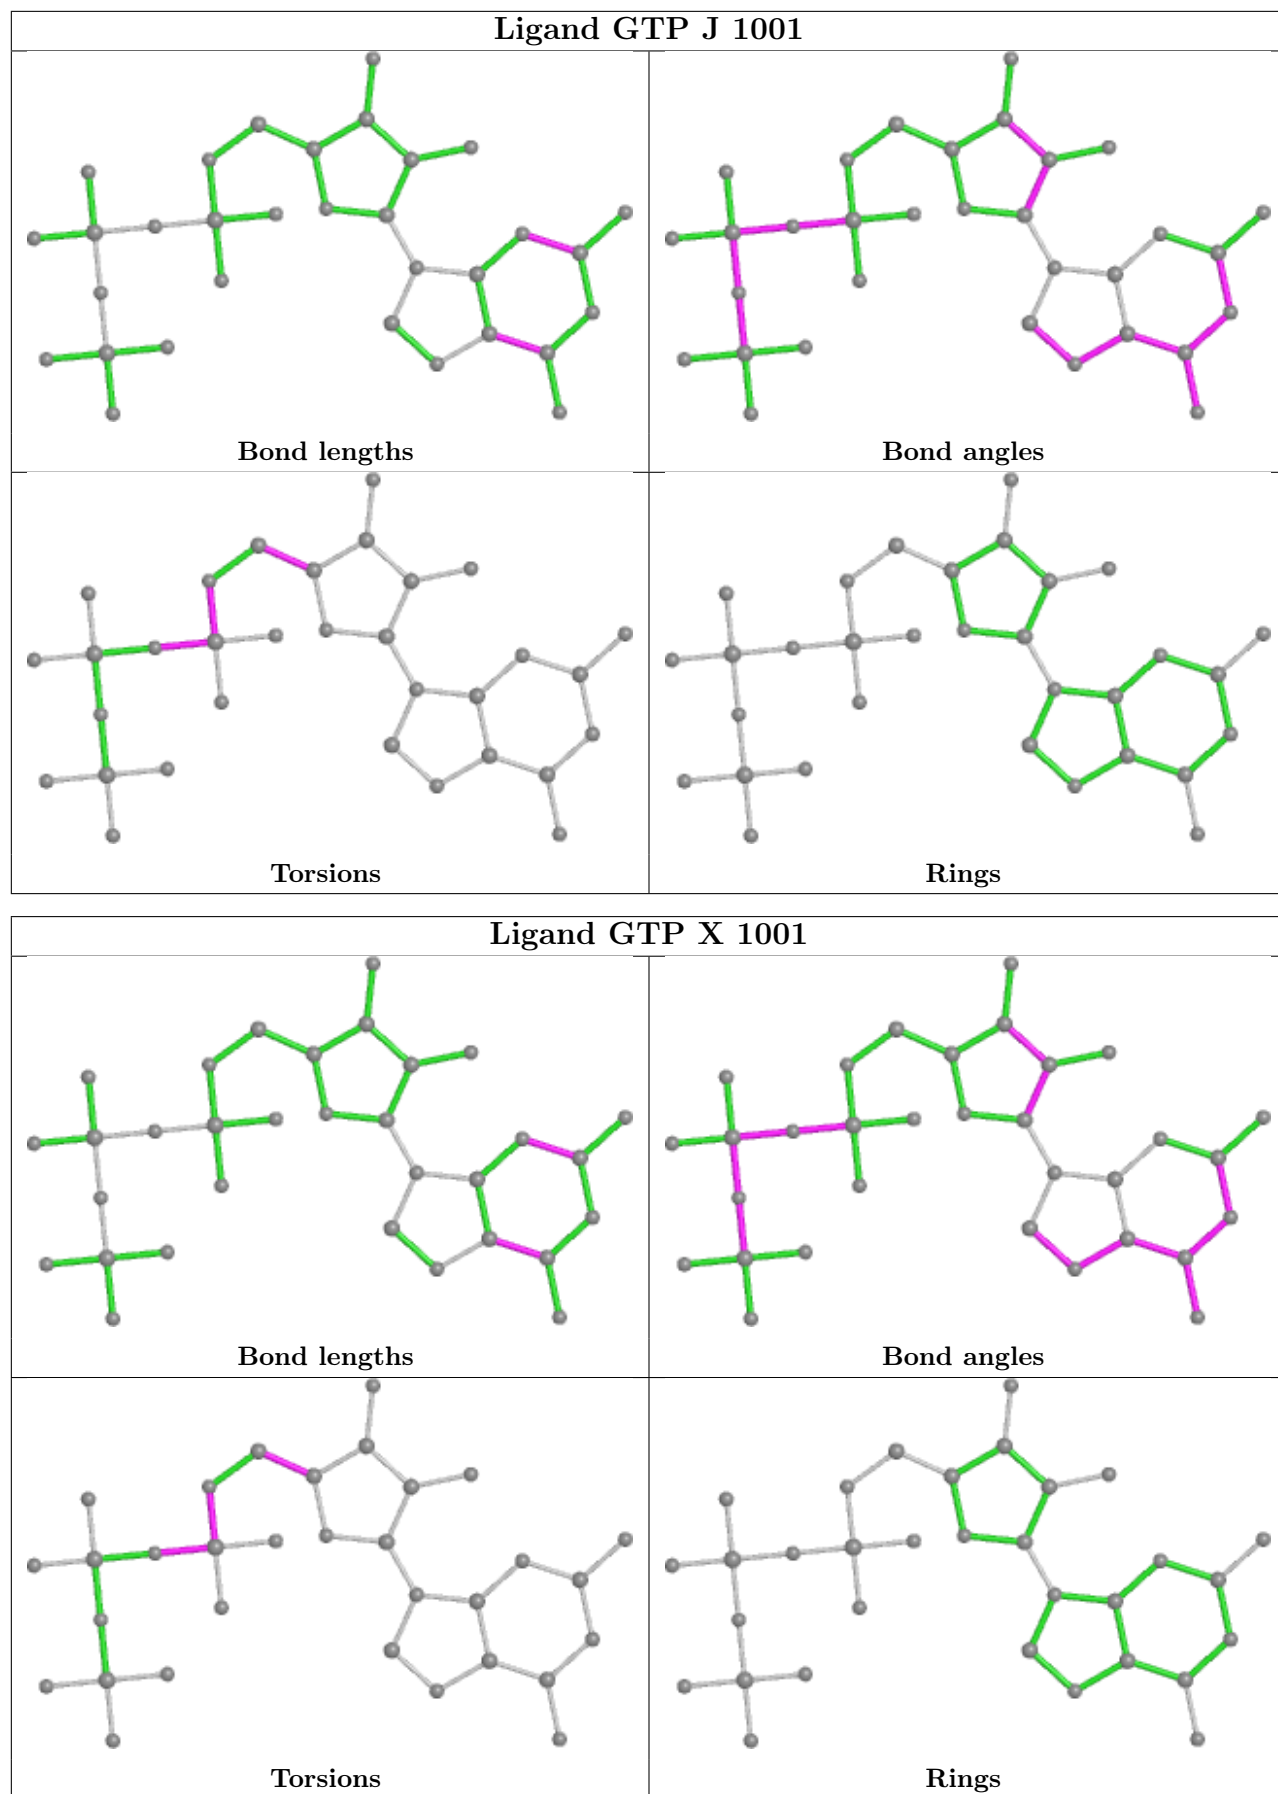 Ligand GTP J 1001
Bond lengths
Bond angles
Torsions
Rings
Ligand GTP X 1001
Bond lengths
Bond angles
Torsions
Rings